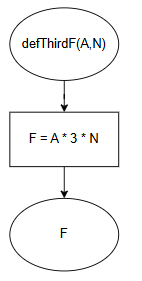 defThirdF(A,N)
F = A * 3 * N
F